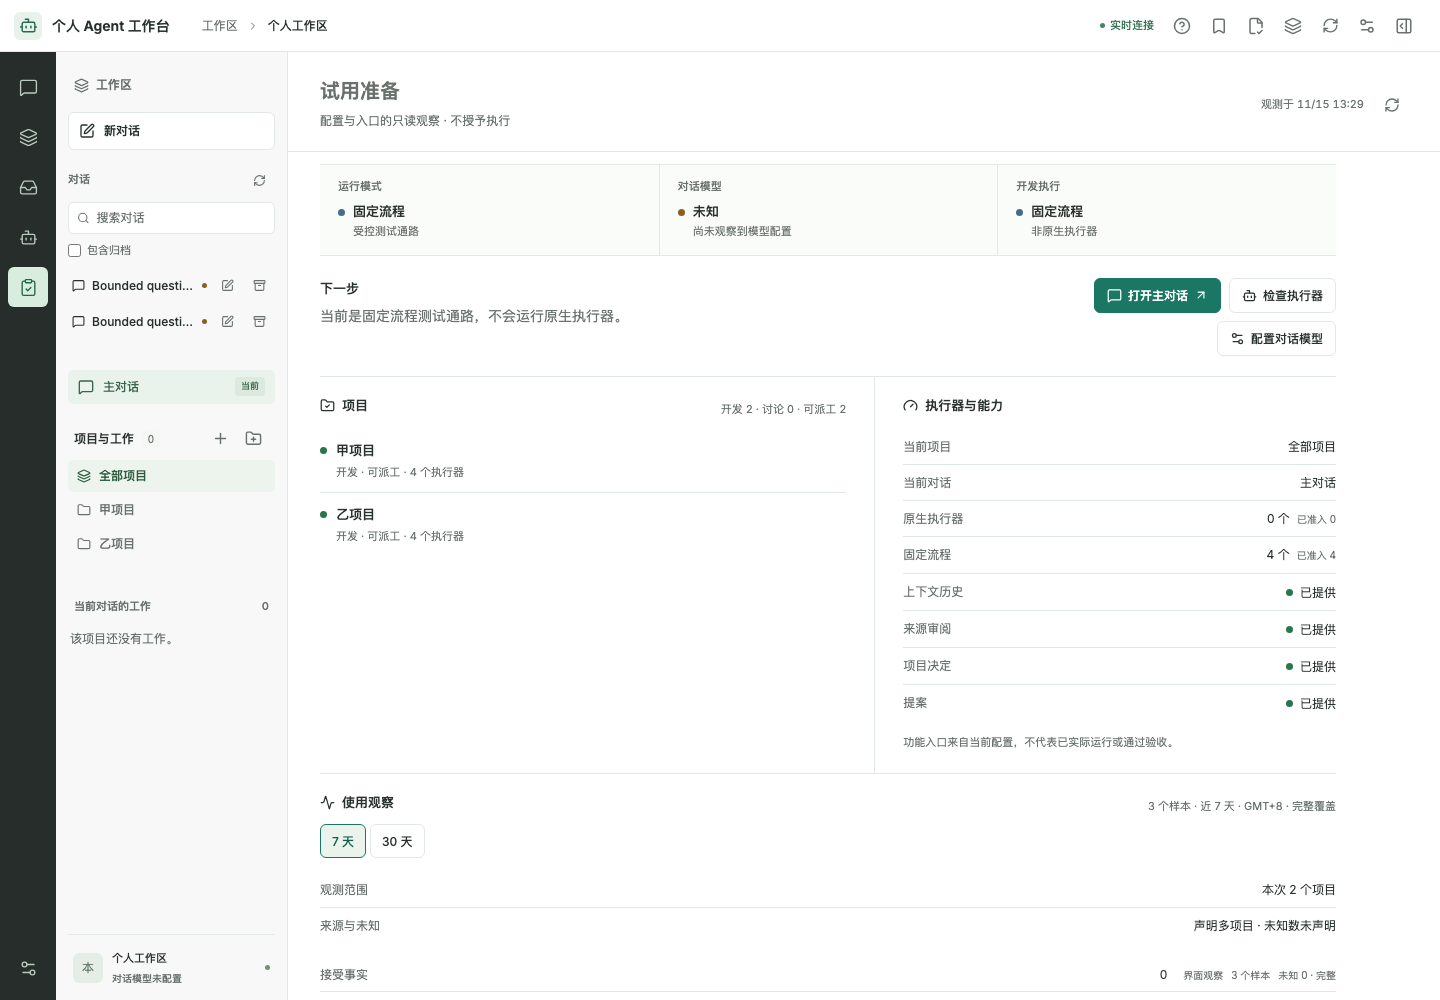 个人 Agent 工作台
工作区 > 个人工作区
实时连接
工作区
新对话
对话
搜索对话
包含归档
Bounded questi...
Bounded questi...
主对话 当前
项目与工作 0
全部项目
甲项目
乙项目
当前对话的工作 0
该项目还没有工作。
本
个人工作区
对话模型未配置
试用准备
配置与入口的只读观察 · 不授予执行
观测于 11/15 13:29
运行模式
固定流程
受控测试通路
对话模型
未知
尚未观察到模型配置
开发执行
固定流程
非原生执行器
下一步
当前是固定流程测试通路，不会运行原生执行器。
打开主对话
检查执行器
配置对话模型
项目
开发 2 · 讨论 0 · 可派工 2
甲项目
开发 · 可派工 · 4 个执行器
乙项目
开发 · 可派工 · 4 个执行器
执行器与能力
当前项目 全部项目
当前对话 主对话
原生执行器 0 个 已准入 0
固定流程 4 个 已准入 4
上下文历史 已提供
来源审阅 已提供
项目决定 已提供
提案 已提供
功能入口来自当前配置，不代表已实际运行或通过验收。
使用观察
3 个样本 · 近 7 天 · GMT+8 · 完整覆盖
7 天
30 天
观测范围 本次 2 个项目
来源与未知 声明多项目 · 未知数未声明
接受事实 0 界面观察 3 个样本 未知 0 · 完整